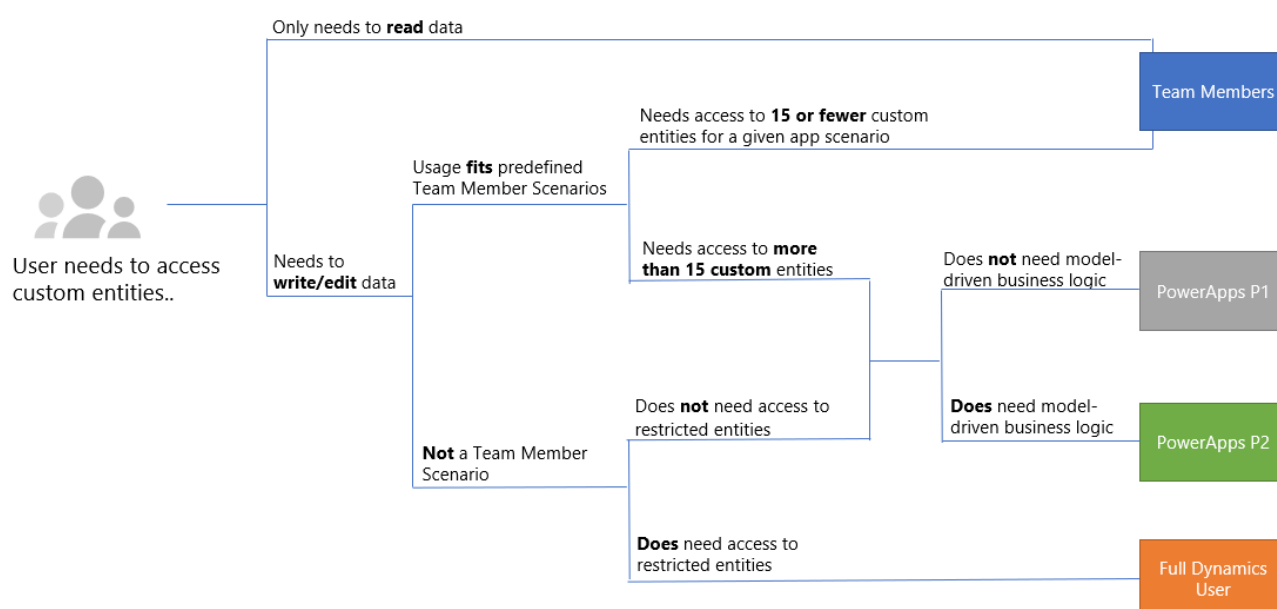 Only needs to read data
Team Members
Needs access to 15 or fewer custom
entities for a given app scenario
Usage fits predefined
Team Member Scenarios
User needs to access
custom entities..
Needs to
write/edit data
Needs access to more
than 15 custom entities
Does not need model-
driven business logic
PowerApps P1
Does not need access to
restricted entities
Does need model-
driven business logic
PowerApps P2
Not a Team Member
Scenario
Does need access to
restricted entities
Full Dynamics
User